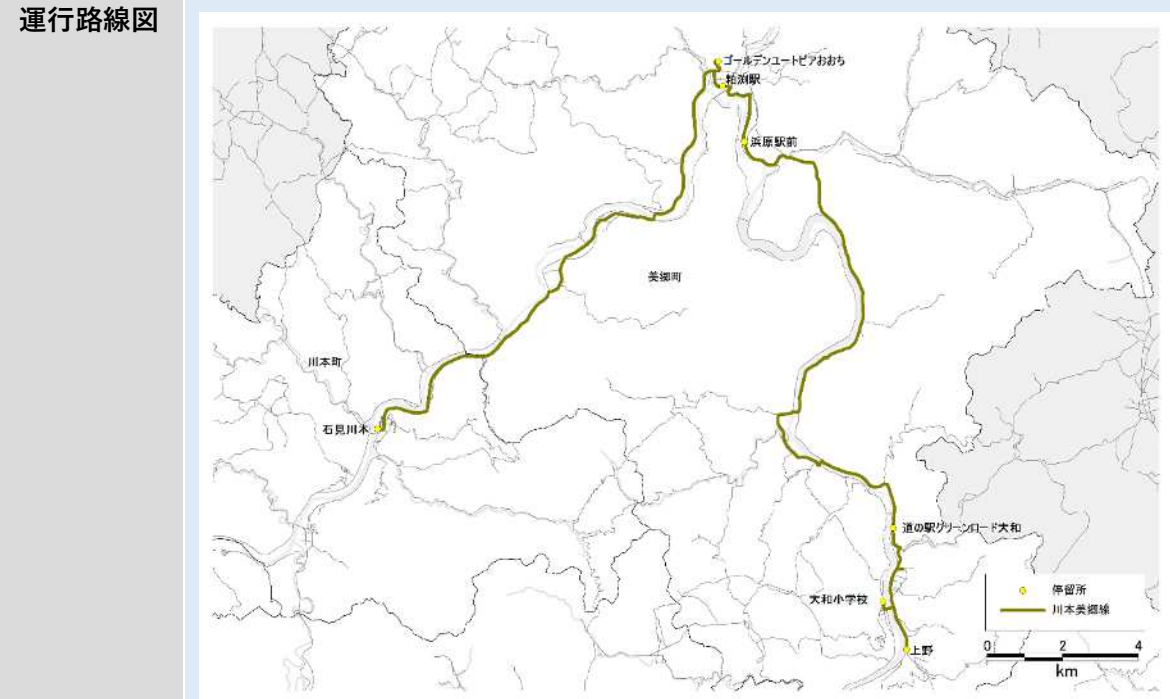 運行路線図
ゴールデンユートピアおおち
粕渕駅
浜原駅前
美郷町
川本町
石見川本
道の駅グリーンロード大和
大和小学校
上野
停留所
川本美郷線
0 2 4
km